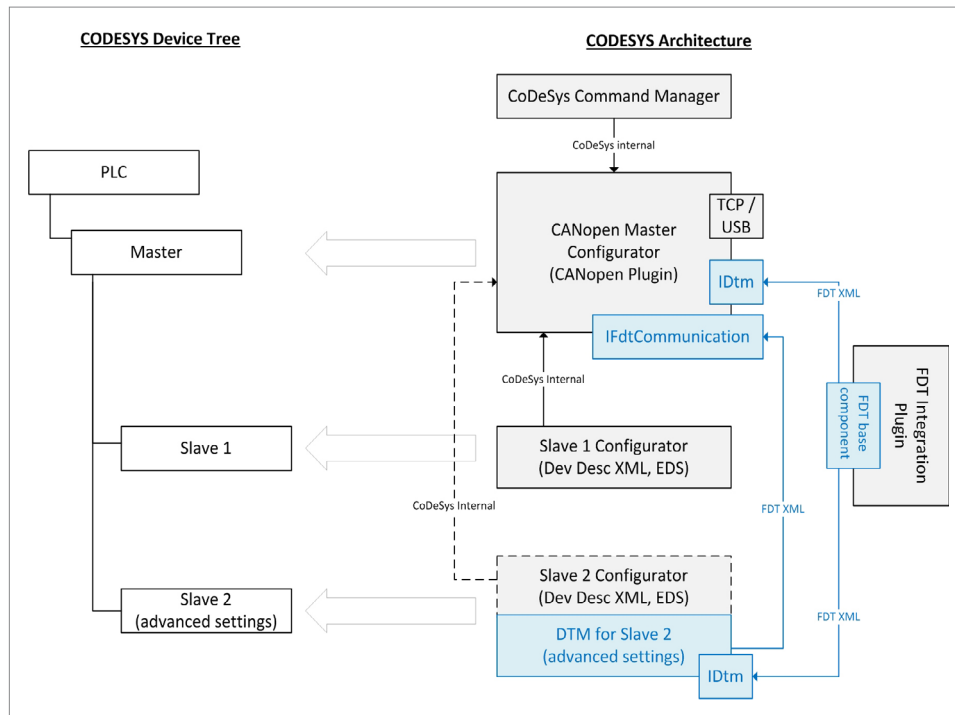 CODESYS Device Tree
CODESYS Architecture
CoDeSys Command Manager
CoDeSys internal
PLC
TCP /
USB
CANopen Master
Configurator
(CANopen Plugin)
Master
IDtm
FDT XML
IFdtCommunication
FDT Integration
Plugin
FDT base
component
CoDeSys Internal
Slave 1
Slave 1 Configurator
(Dev Desc XML, EDS)
CoDeSys Internal
FDT XML
Slave 2 Configurator
(Dev Desc XML, EDS)
Slave 2
(advanced settings)
FDT XML
DTM for Slave 2
(advanced settings)
IDtm